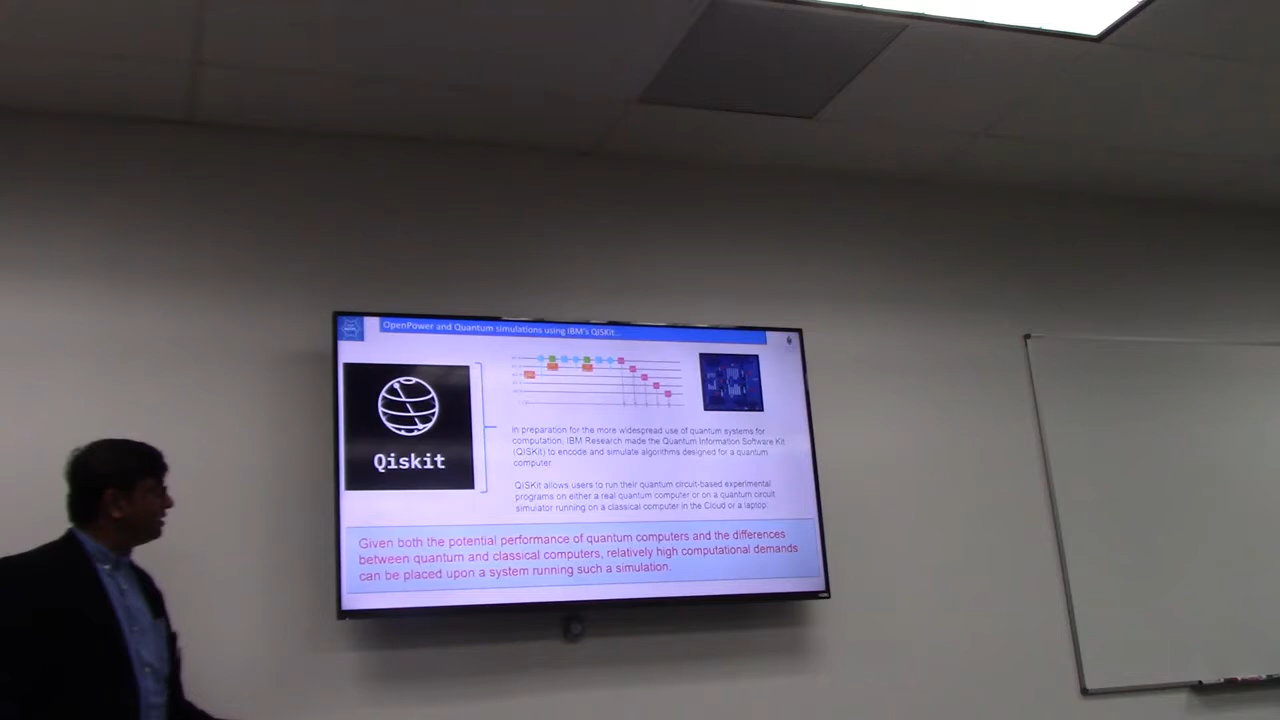 OpenPower and Quantum simulations using IBM's QISKit...
Qiskit
In preparation for the more widespread use of quantum systems for
computation, IBM Research made the Quantum Information Software Kit
(QISKit) to encode and simulate algorithms designed for a quantum
computer.
QISKit allows users to run their quantum circuit-based experimental
programs on either a real quantum computer or on a quantum circuit
simulator running on a classical computer in the Cloud or a laptop.
Given both the potential performance of quantum computers and the differences
between quantum and classical computers, relatively high computational demands
can be placed upon a system running such a simulation.